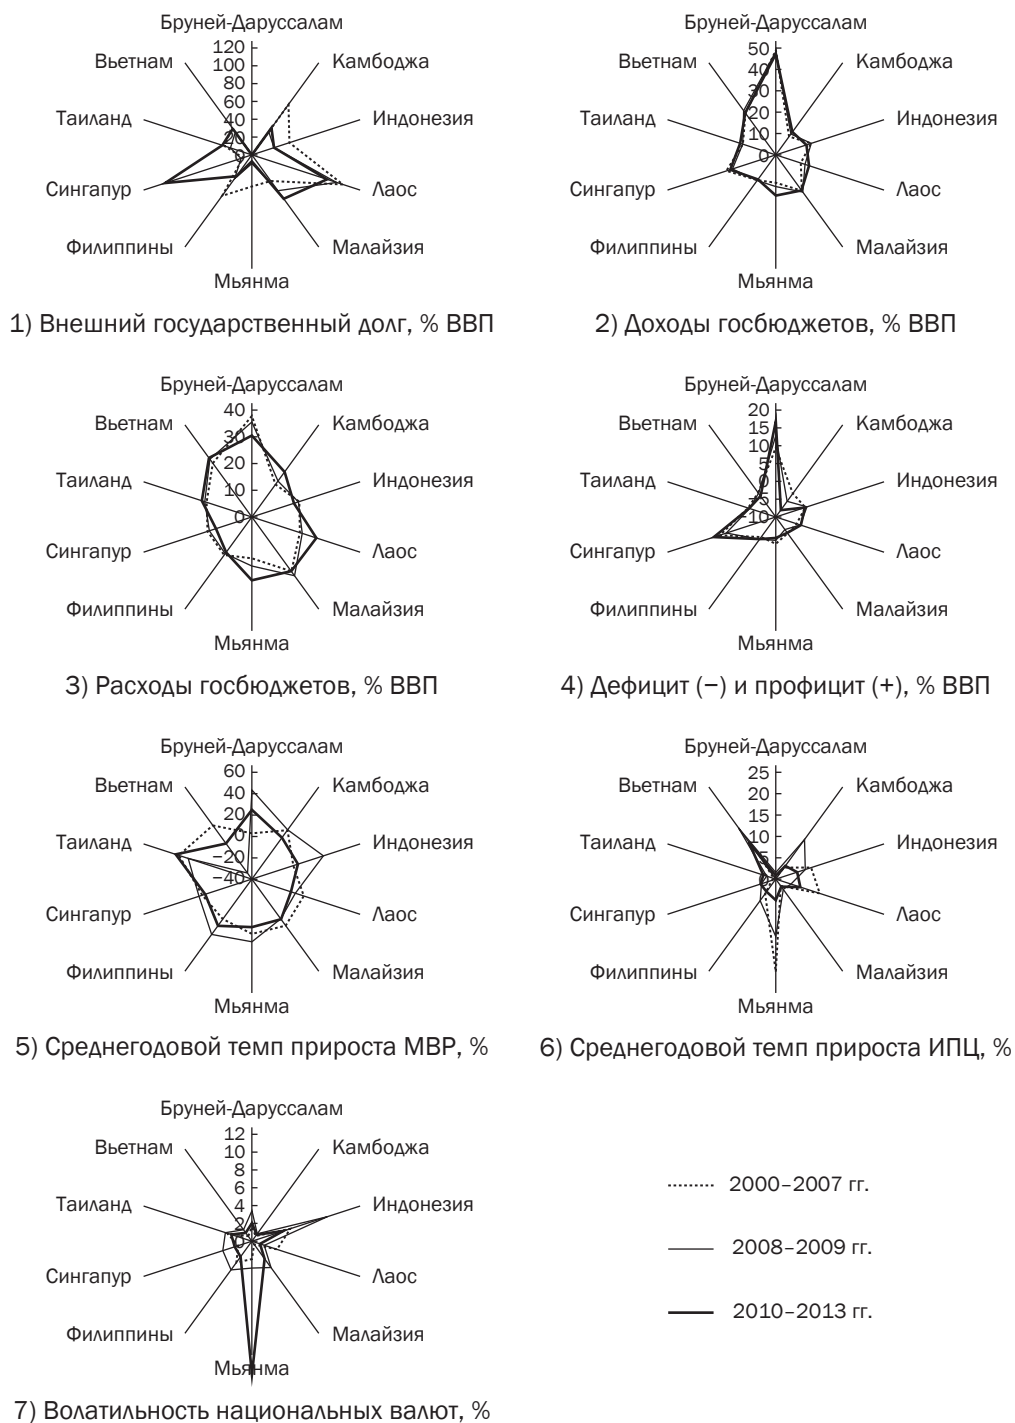 Бруней-Даруссалам
120
100
80
60
40
20
0
Камбоджа
Индонезия
Лаос
Малайзия
Мьянма
Филиппины
Сингапур
Таиланд
Вьетнам
1) Внешний государственный долг, % ВВП
Бруней-Даруссалам
50
40
30
20
10
0
Камбоджа
Индонезия
Лаос
Малайзия
Мьянма
Филиппины
Сингапур
Таиланд
Вьетнам
2) Доходы госбюджетов, % ВВП
Бруней-Даруссалам
40
30
20
10
0
Камбоджа
Индонезия
Лаос
Малайзия
Мьянма
Филиппины
Сингапур
Таиланд
Вьетнам
3) Расходы госбюджетов, % ВВП
Бруней-Даруссалам
20
15
10
5
0
−5
−10
Камбоджа
Индонезия
Лаос
Малайзия
Мьянма
Филиппины
Сингапур
Таиланд
Вьетнам
4) Дефицит (−) и профицит (+), % ВВП
Бруней-Даруссалам
60
40
20
0
−20
−40
Камбоджа
Индонезия
Лаос
Малайзия
Мьянма
Филиппины
Сингапур
Таиланд
Вьетнам
5) Среднегодовой темп прироста МВР, %
Бруней-Даруссалам
25
20
15
10
5
0
Камбоджа
Индонезия
Лаос
Малайзия
Мьянма
Филиппины
Сингапур
Таиланд
Вьетнам
6) Среднегодовой темп прироста ИПЦ, %
Бруней-Даруссалам
12
10
8
6
4
2
0
Камбоджа
Индонезия
Лаос
Малайзия
Мьянма
Филиппины
Сингапур
Таиланд
Вьетнам
7) Волатильность национальных валют, %
2000–2007 гг.
2008–2009 гг.
2010–2013 гг.